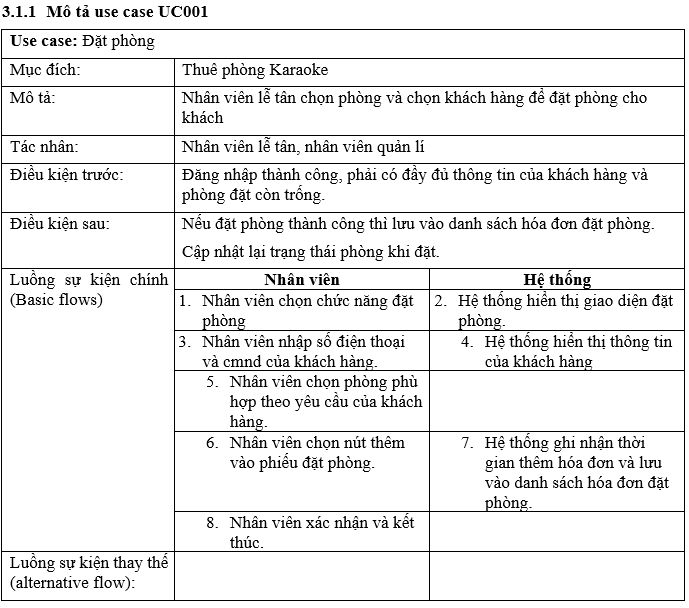 3.1.1 Mô tả use case UC001
Use case: Đặt phòng
Mục đích:
Thuê phòng Karaoke
Mô tả:
Nhân viên lễ tân chọn phòng và chọn khách hàng để đặt phòng cho
khách
Tác nhân:
Nhân viên lễ tân, nhân viên quản lí
Điều kiện trước:
Đăng nhập thành công, phải có đầy đủ thông tin của khách hàng và
phòng đặt còn trống.
Điều kiện sau:
Nếu đặt phòng thành công thì lưu vào danh sách hóa đơn đặt phòng.
Cập nhật lại trạng thái phòng khi đặt.
Luồng sự kiện chính
(Basic flows)
Nhân viên
Hệ thống
1. Nhân viên chọn chức năng đặt
phòng
2. Hệ thống hiển thị giao diện đặt
phòng.
3. Nhân viên nhập số điện thoại
và cmnd của khách hàng.
4. Hệ thống hiển thị thông tin
của khách hàng
5. Nhân viên chọn phòng phù
hợp theo yêu cầu của khách
hàng.
6. Nhân viên chọn nút thêm
vào phiếu đặt phòng.
7. Hệ thống ghi nhận thời
gian thêm hóa đơn và lưu
vào danh sách hóa đơn đặt
phòng.
8. Nhân viên xác nhận và kết
thúc.
Luồng sự kiện thay thế
(alternative flow):